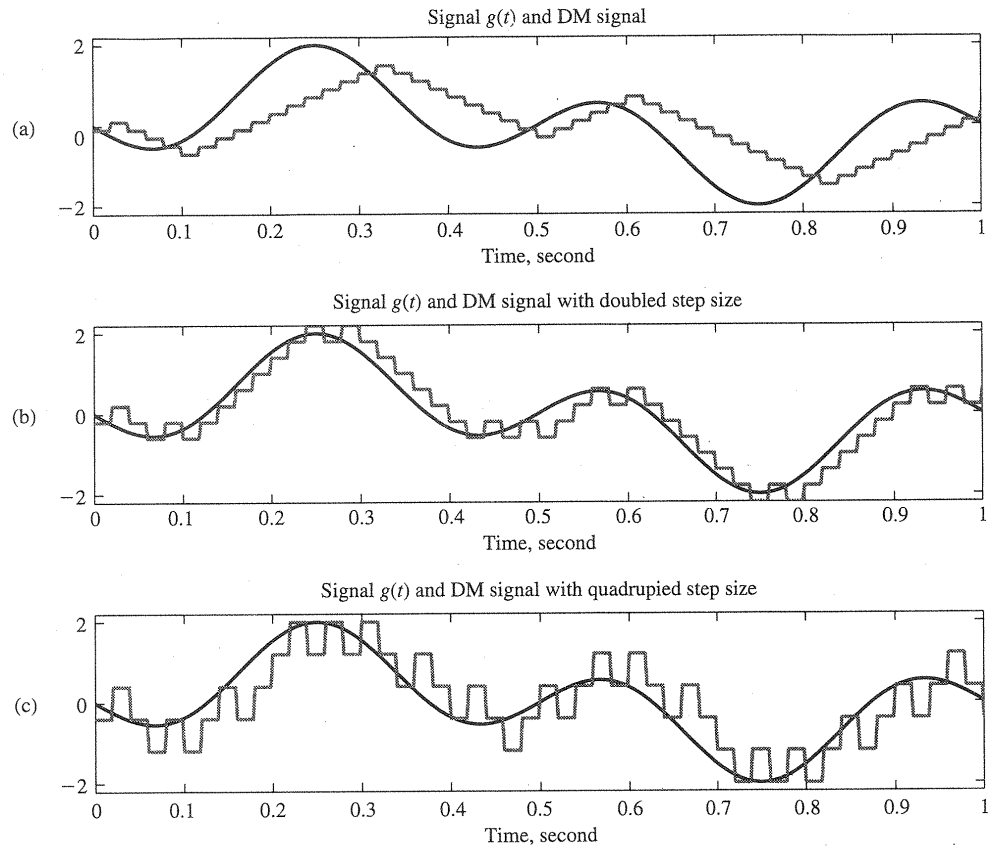 Signal g(t) and DM signal
(a)
2
0
−2
0 0.1 0.2 0.3 0.4 0.5 0.6 0.7 0.8 0.9 1
Time, second
Signal g(t) and DM signal with doubled step size
(b)
2
0
−2
0 0.1 0.2 0.3 0.4 0.5 0.6 0.7 0.8 0.9 1
Time, second
Signal g(t) and DM signal with quadrupied step size
(c)
2
0
−2
0 0.1 0.2 0.3 0.4 0.5 0.6 0.7 0.8 0.9 1
Time, second